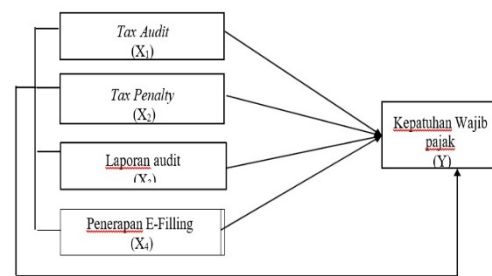 Tax Audit
(X1)
Tax Penalty
(X2)
Laporan audit
Penerapan E-Filling
(X4)
Kepatuhan Wajib
pajak
(Y)